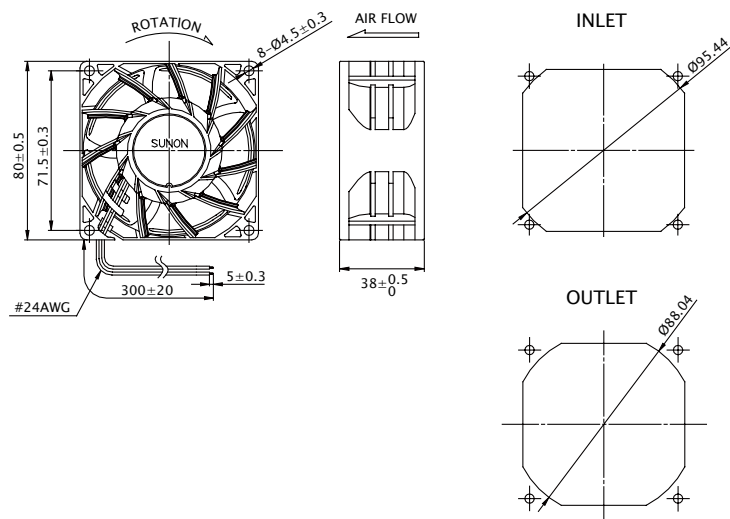 ROTATION
8-Ø4.5±0.3
AIR FLOW
INLET
Ø95.44
80±0.5
71.5±0.3
SUNON
#24AWG
300±20
5±0.3
38±0.5
0
OUTLET
Ø88.04